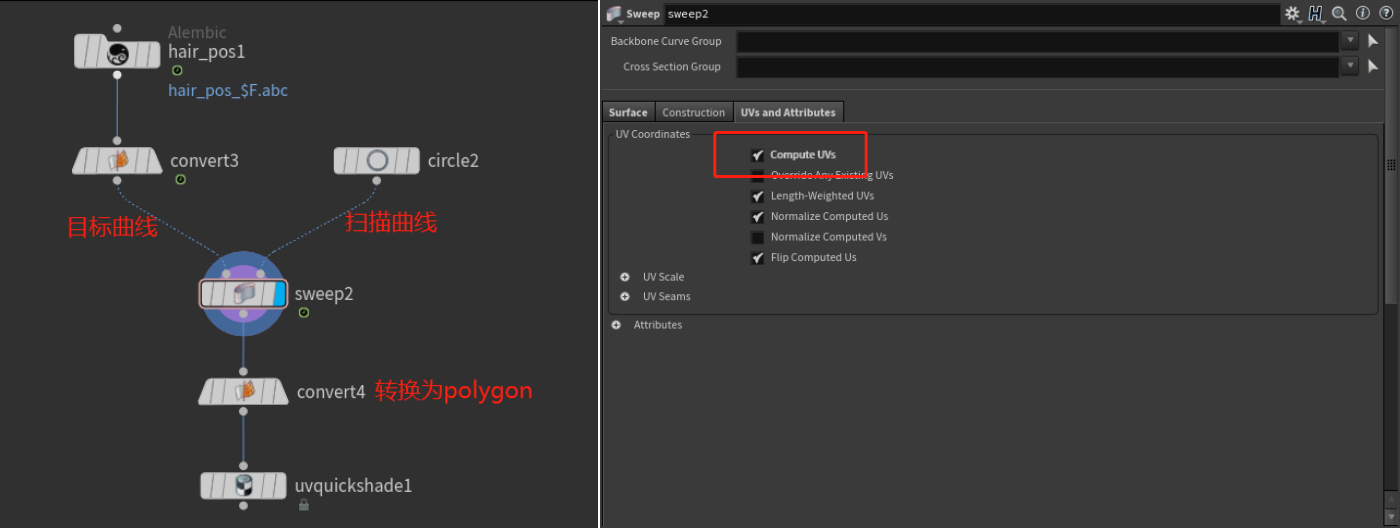 Alembic
hair_pos1
hair_pos_$F.abc
convert3
circle2
目标曲线
扫描曲线
sweep2
convert4 转换为polygon
uvquickshade1
Sweep sweep2
Backbone Curve Group
Cross Section Group
Surface Construction UVs and Attributes
UV Coordinates
Compute UVs
Override Any Existing UVs
Length-Weighted UVs
Normalize Computed Us
Normalize Computed Vs
Flip Computed Us
UV Scale
UV Seams
Attributes